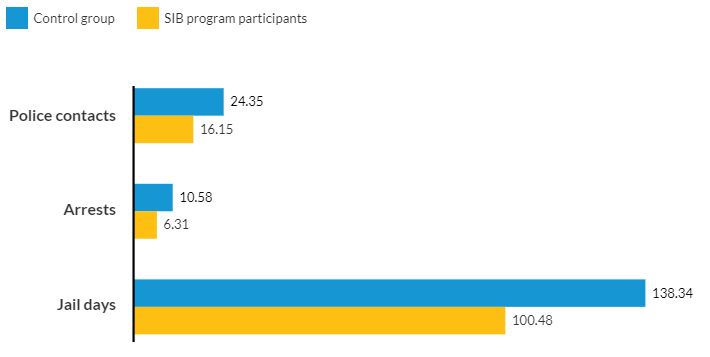 Control group SIB program participants
24.35
Police contacts
16.15
10.58
Arrests
6.31
138.34
Jail days
100.48